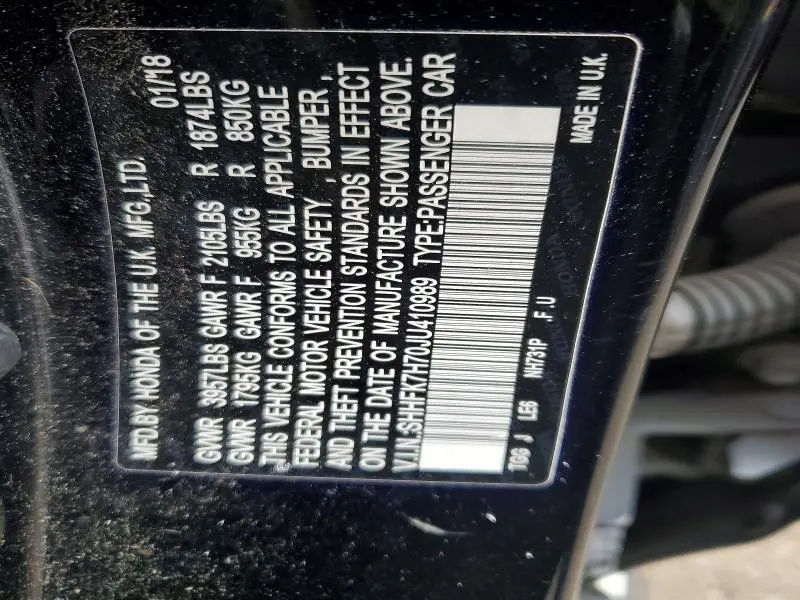 MFD.BY HONDA OF THE U.K. MFG.,LTD. 01/18
GVWR 3957LBS GAWR F 2105LBS R 1874LBS
GVWR 1795KG GAWR F 955KG R 850KG
THIS VEHICLE CONFORMS TO ALL APPLICABLE
FEDERAL MOTOR VEHICLE SAFETY , BUMPER ,
AND THEFT PREVENTION STANDARDS IN EFFECT
ON THE DATE OF MANUFACTURE SHOWN ABOVE.
V.I.N:SHHFK7H70JU410989 TYPE:PASSENGER CAR
TGG J LE6 NH731P .F.U MADE IN U.K.